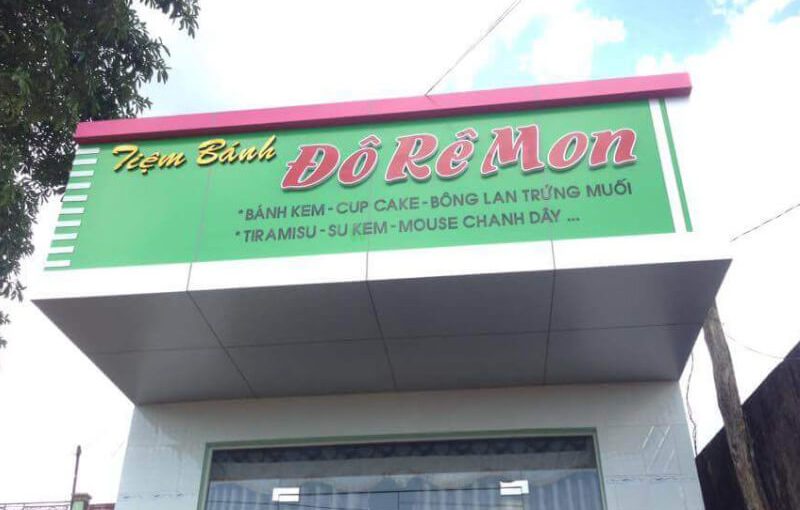 Tiệm Bánh ĐôRêMon
*BÁNH KEM - CUP CAKE - BÔNG LAN TRỨNG MUỐI
*TIRAMISU - SU KEM - MOUSE CHANH DÂY ...